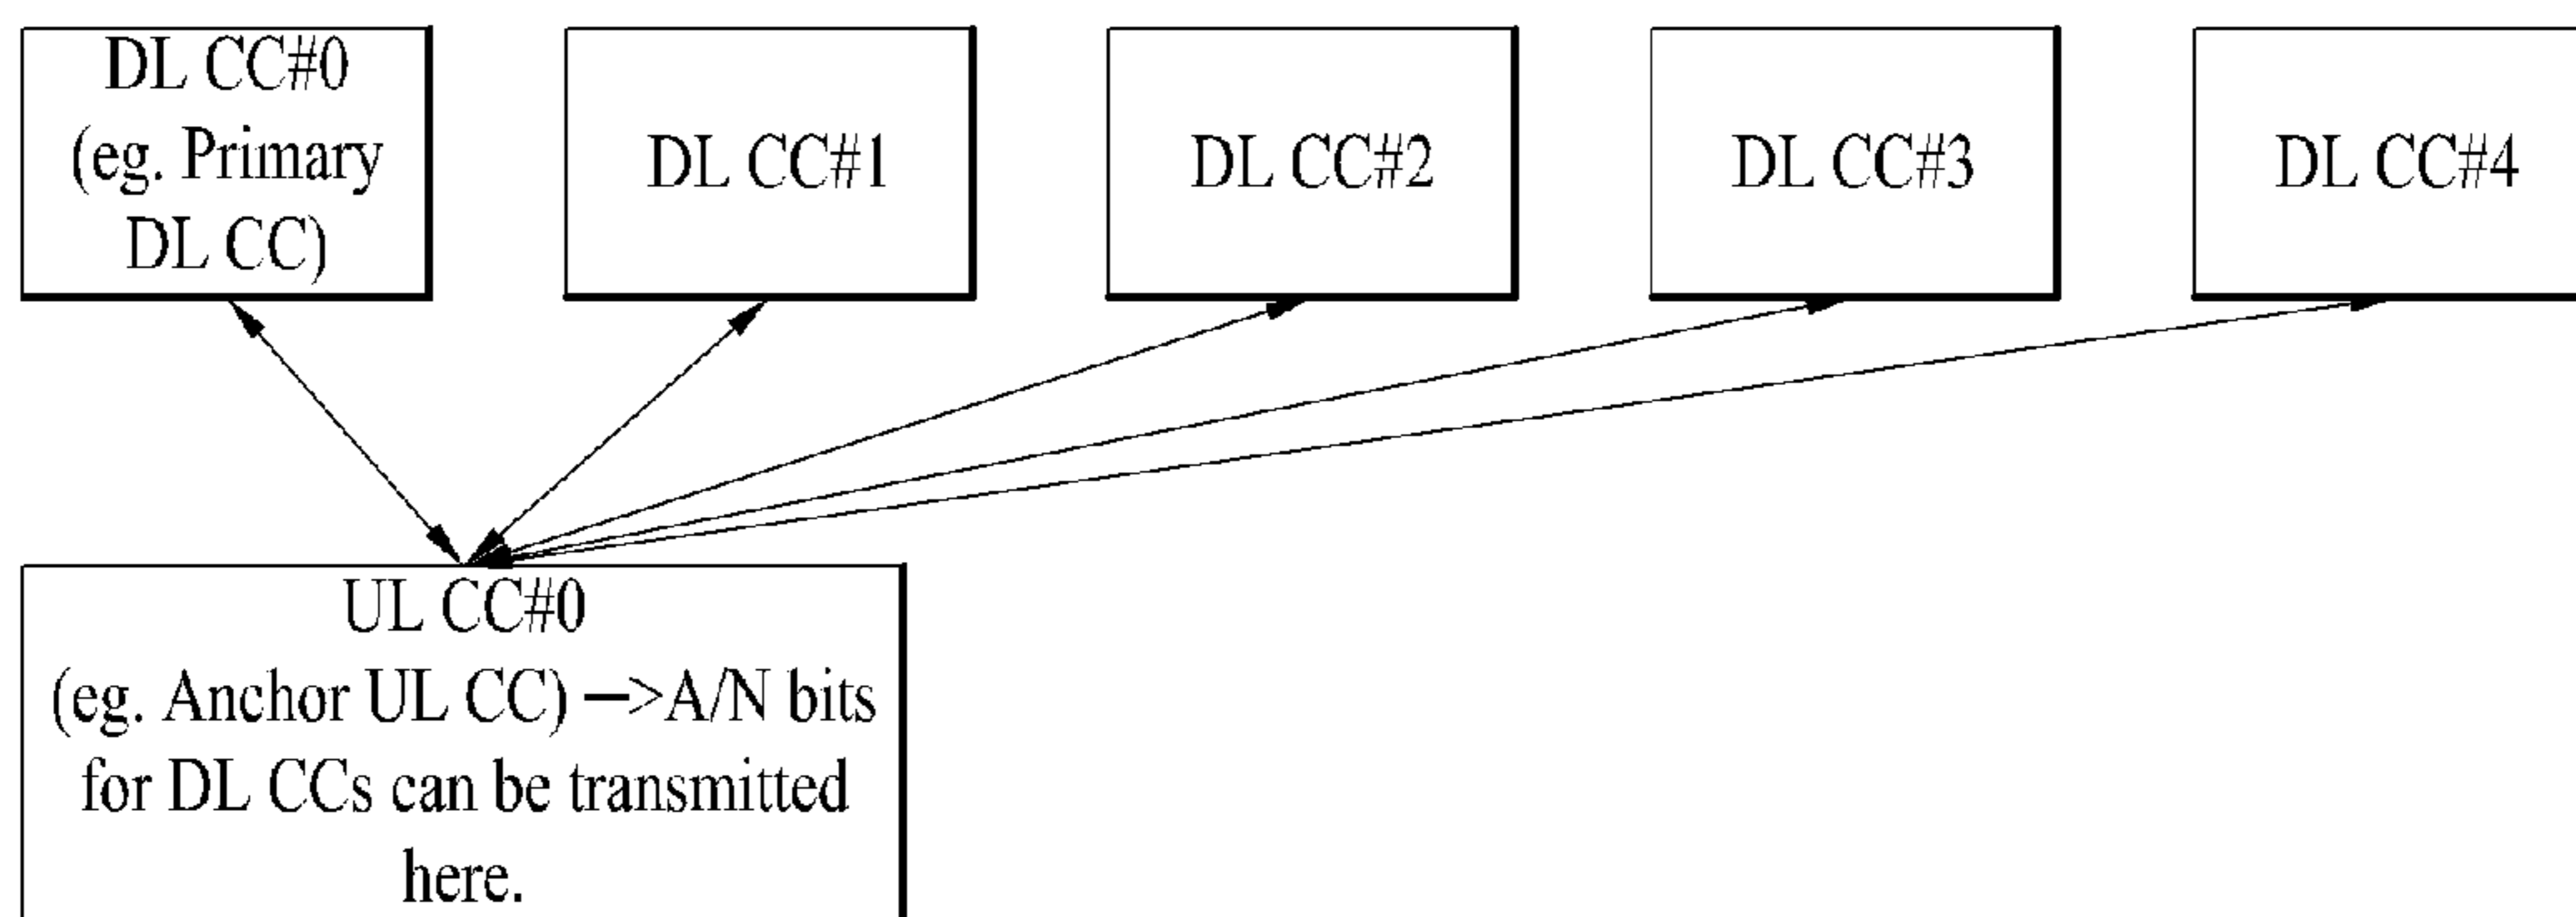 DL CC#0
(eg. Primary
DL CC)
DL CC#1
DL CC#2
DL CC#3
DL CC#4
UL CC#0
(eg. Anchor UL CC) —>A/N bits
for DL CCs can be transmitted
here.